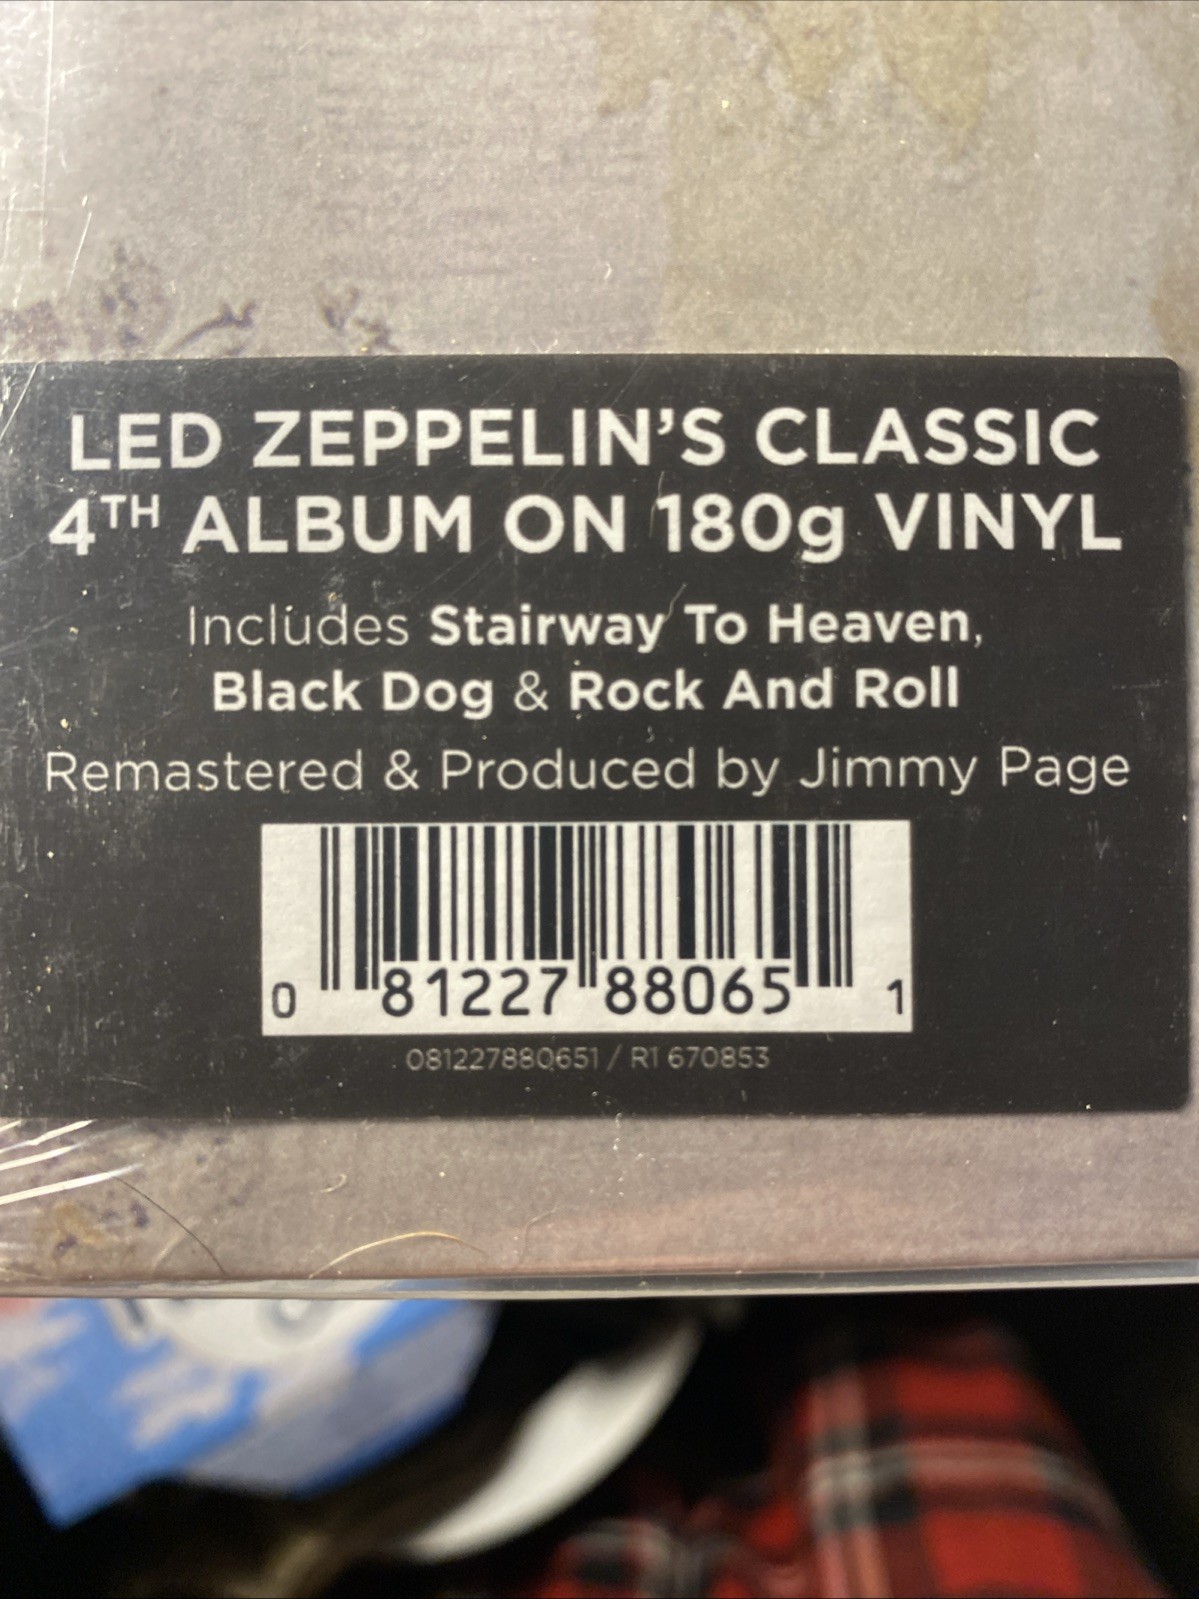 LED ZEPPELIN'S CLASSIC
4TH ALBUM ON 180g VINYL
Includes Stairway To Heaven,
Black Dog & Rock And Roll
Remastered & Produced by Jimmy Page
0 81227 88065 1
081227880651 / R1 670853